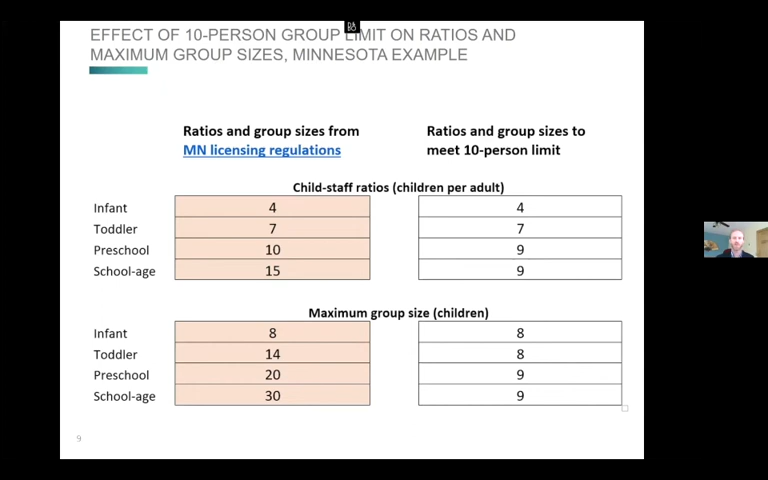 EFFECT OF 10-PERSON GROUP LIMIT ON RATIOS AND
MAXIMUM GROUP SIZES, MINNESOTA EXAMPLE
Ratios and group sizes from
MN licensing regulations
Ratios and group sizes to
meet 10-person limit
Child-staff ratios (children per adult)
Infant 4 4
Toddler 7 7
Preschool 10 9
School-age 15 9
Maximum group size (children)
Infant 8 8
Toddler 14 8
Preschool 20 9
School-age 30 9
9